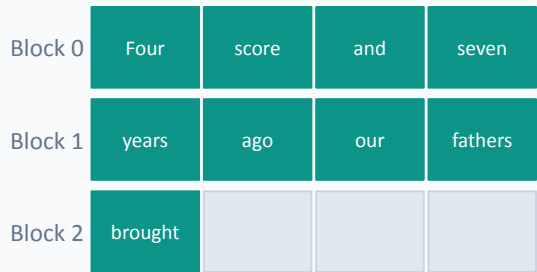 Block 0 Four score and seven
Block 1 years ago our fathers
Block 2 brought